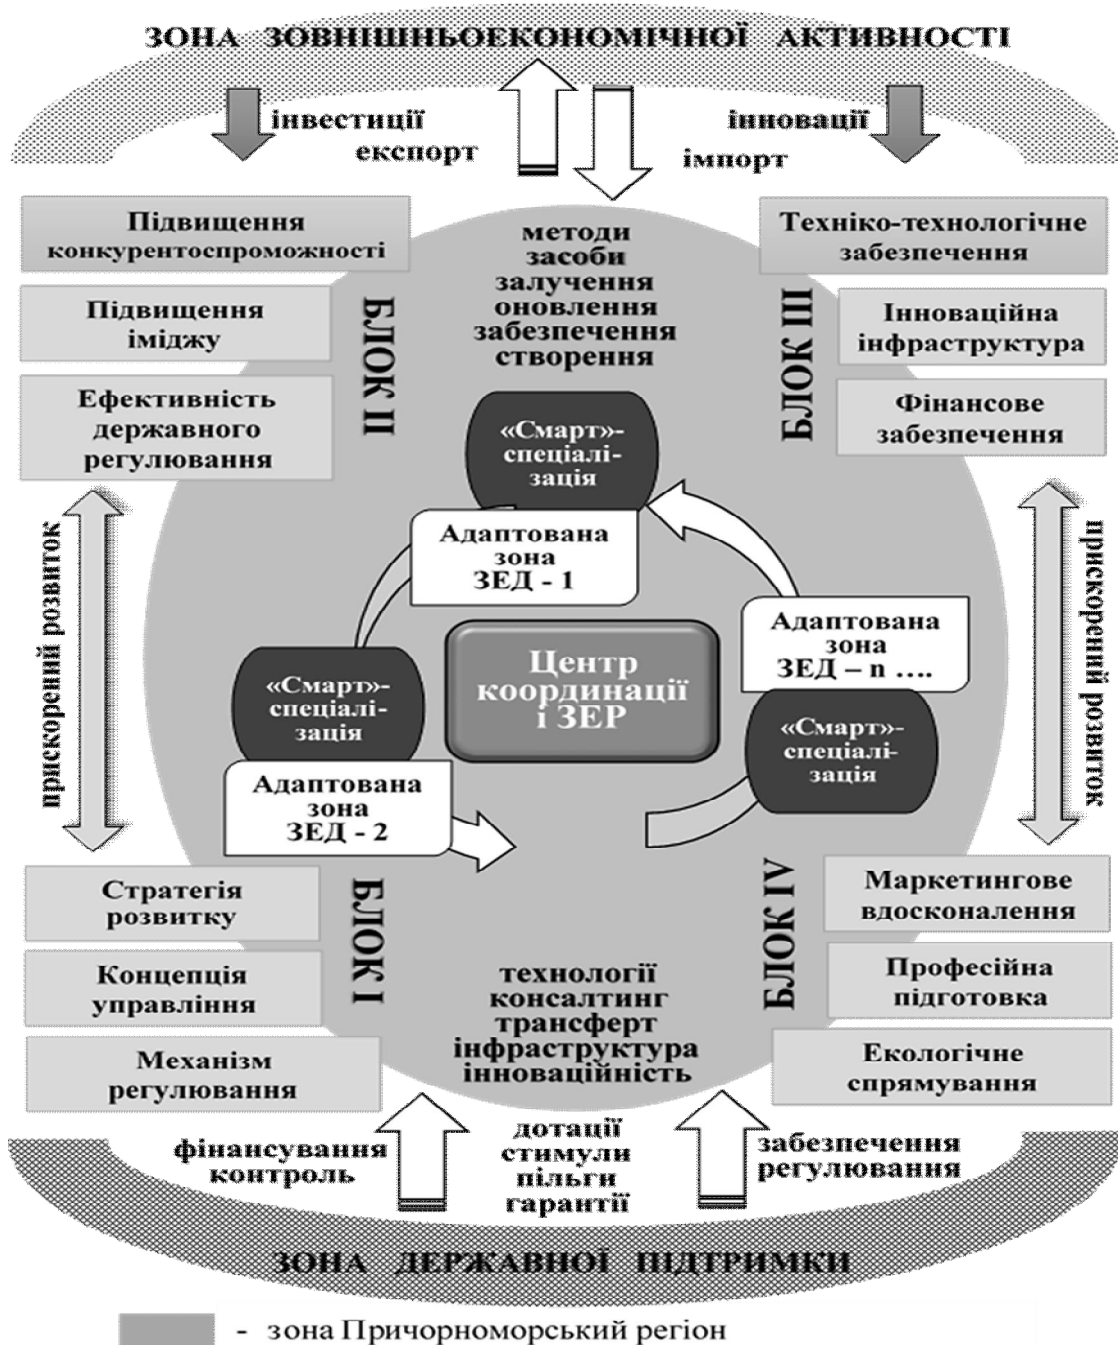 ЗОНА ЗОВНІШНЬОЕКОНОМІЧНОЇ АКТИВНОСТІ
інвестиції
експорт
інновації
імпорт
Підвищення
конкурентоспроможності
Підвищення
іміджу
Ефективність
державного
регулювання
БЛОК ІІ
методи
засоби
залучення
оновлення
забезпечення
створення
Техніко-технологічне
забезпечення
Інноваційна
інфраструктура
Фінансове
забезпечення
БЛОК ІІІ
«Смарт»-
спеціалі-
зація
Адаптована
зона
ЗЕД - 1
прискорений розвиток
прискорений розвиток
Адаптована
зона
ЗЕД – n ….
«Смарт»-
спеціалі-
зація
Центр
координації
і ЗЕР
«Смарт»-
спеціалі-
зація
Адаптована
зона
ЗЕД - 2
Стратегія
розвитку
Концепція
управління
Механізм
регулювання
БЛОК І
технології
консалтинг
трансферт
інфраструктура
інноваційність
БЛОК IV
Маркетингове
вдосконалення
Професійна
підготовка
Екологічне
спрямування
фінансування
контроль
дотації
стимули
пільги
гарантії
забезпечення
регулювання
ЗОНА ДЕРЖАВНОЇ ПІДТРИМКИ
- зона Причорноморський регіон